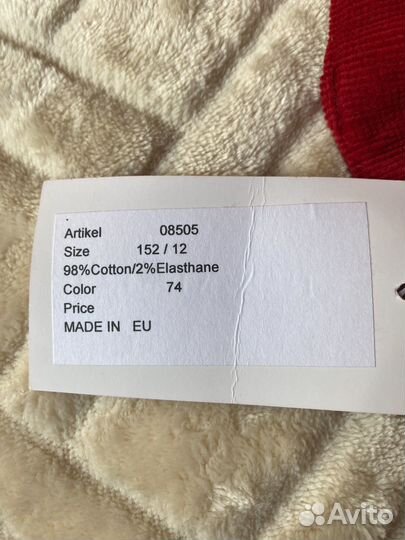 Artikel 08505
Size 152 / 12
98%Cotton/2%Elasthane
Color 74
Price
MADE IN EU
Avito